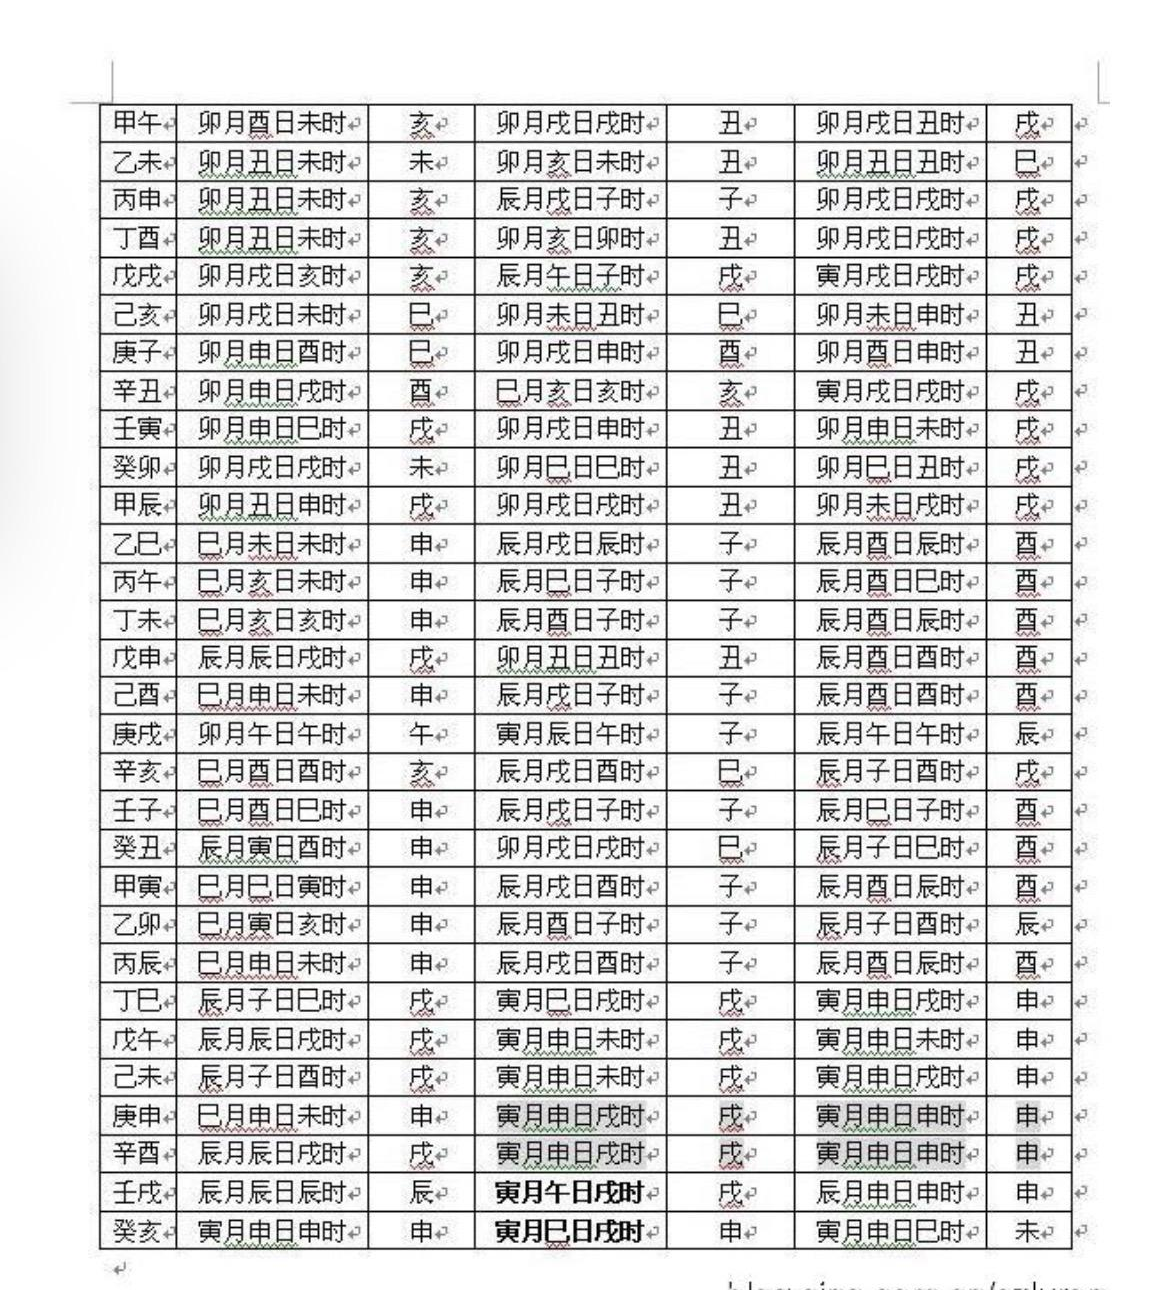 甲午 卯月酉日未时 亥 卯月戌日戌时 丑 卯月戌日丑时 戌
乙未 卯月丑日未时 未 卯月亥日未时 丑 卯月丑日丑时 巳
丙申 卯月丑日未时 亥 辰月戌日子时 子 卯月戌日戌时 戌
丁酉 卯月丑日未时 亥 卯月亥日卯时 丑 卯月戌日戌时 戌
戊戌 卯月戌日亥时 亥 辰月午日子时 戌 寅月戌日戌时 戌
己亥 卯月戌日未时 巳 卯月未日丑时 巳 卯月未日申时 丑
庚子 卯月申日酉时 巳 卯月戌日申时 酉 卯月酉日申时 丑
辛丑 卯月申日戌时 酉 巳月亥日亥时 亥 寅月戌日戌时 戌
壬寅 卯月申日巳时 戌 卯月戌日申时 丑 卯月申日未时 戌
癸卯 卯月戌日戌时 未 卯月巳日巳时 丑 卯月巳日丑时 戌
甲辰 卯月丑日申时 戌 卯月戌日戌时 丑 卯月未日戌时 戌
乙巳 巳月未日未时 申 辰月戌日辰时 子 辰月酉日辰时 酉
丙午 巳月亥日未时 申 辰月巳日子时 子 辰月酉日巳时 酉
丁未 巳月亥日亥时 申 辰月酉日子时 子 辰月酉日辰时 酉
戊申 辰月辰日戌时 戌 卯月丑日丑时 丑 辰月酉日酉时 酉
己酉 巳月申日未时 申 辰月戌日子时 子 辰月酉日酉时 酉
庚戌 卯月午日午时 午 寅月辰日午时 子 辰月午日午时 辰
辛亥 巳月酉日酉时 亥 辰月戌日酉时 巳 辰月子日酉时 戌
壬子 巳月酉日巳时 申 辰月戌日子时 子 辰月巳日子时 酉
癸丑 辰月寅日酉时 申 卯月戌日戌时 巳 辰月子日巳时 酉
甲寅 巳月巳日寅时 申 辰月戌日酉时 子 辰月酉日辰时 酉
乙卯 巳月寅日亥时 申 辰月酉日子时 子 辰月子日酉时 辰
丙辰 巳月申日未时 申 辰月戌日酉时 子 辰月酉日辰时 酉
丁巳 辰月子日巳时 戌 寅月巳日戌时 戌 寅月申日戌时 申
戊午 辰月辰日戌时 戌 寅月申日未时 戌 寅月申日未时 申
己未 辰月子日酉时 戌 寅月申日未时 戌 寅月申日戌时 申
庚申 巳月申日未时 申 寅月申日戌时 戌 寅月申日申时 申
辛酉 辰月辰日戌时 戌 寅月申日戌时 戌 寅月申日申时 申
壬戌 辰月辰日辰时 辰 寅月午日戌时 戌 辰月申日申时 申
癸亥 寅月申日申时 申 寅月巳日戌时 申 寅月申日巳时 未